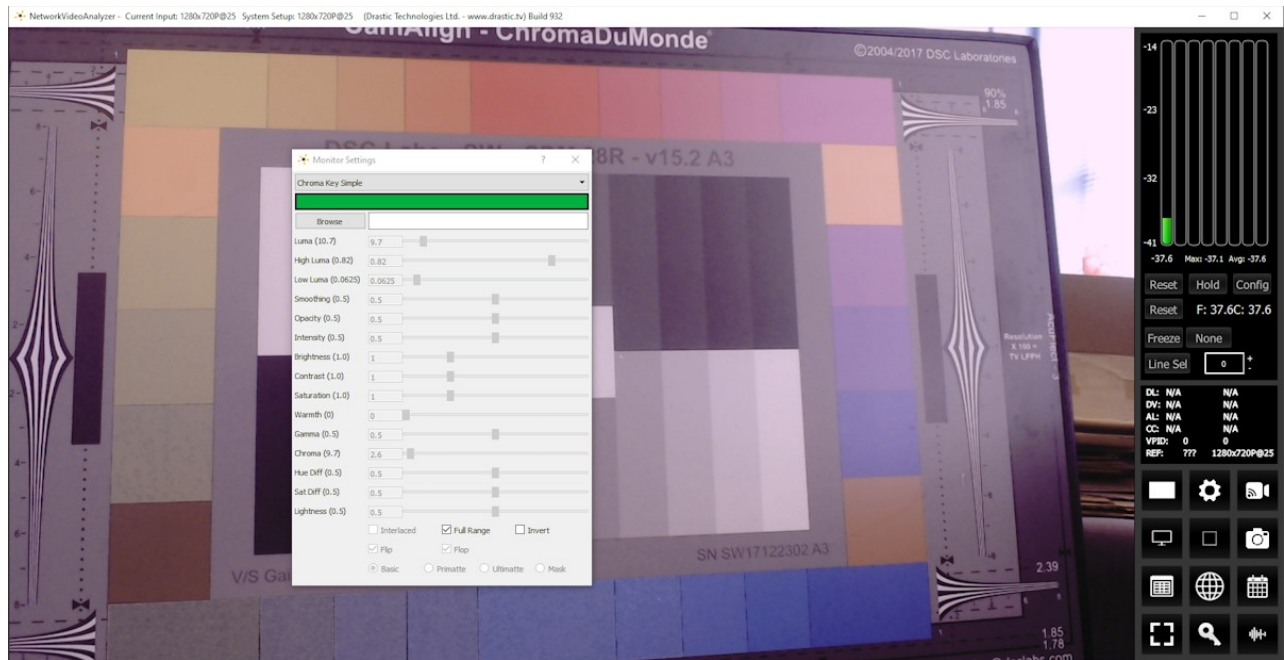 NetworkVideoAnalyzer - Current Input: 1280x720P@25 System Setup: 1280x720P@25 (Drastic Technologies Ltd. - www.drastic.tv) Build 932
CamAlign - ChromaDuMonde
©2004/2017 DSC Laboratories
90%
1.85
8R - v15.2 A3
Monitor Settings ? ×
Chroma Key Simple
Browse
Luma (10.7) 9.7
High Luma (0.82) 0.82
Low Luma (0.0625) 0.0625
Smoothing (0.5) 0.5
Opacity (0.5) 0.5
Intensity (0.5) 0.5
Brightness (1.0) 1
Contrast (1.0) 1
Saturation (1.0) 1
Warmth (0) 0
Gamma (0.5) 0.5
Chroma (9.7) 2.6
Hue Diff (0.5) 0.5
Sat Diff (0.5) 0.5
Lightness (0.5) 0.5
Interlaced Full Range Invert
Flip Flop
Basic Primatte Ultimatte Mask
Resolution
X 100 =
TV LPPH
SN SW17122302 A3
V/S Ga
2.39
1.85
1.78
-14
-23
-32
-41
-37.6 Max: -37.1 Avg: -37.6
Reset Hold Config
Reset F: 37.6C: 37.6
Freeze None
Line Sel 0 + -
DL: N/A N/A
DV: N/A N/A
AL: N/A N/A
CC: N/A N/A
VPID: 0 0
REF: ??? 1280x720P@25